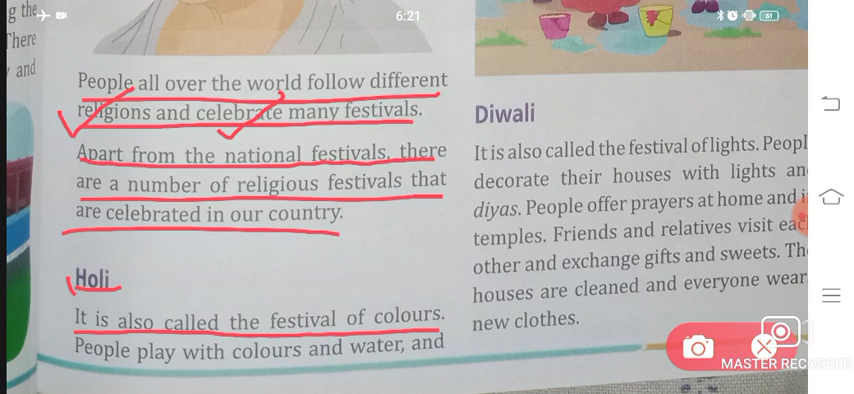 g the
There
and
6:21
61
People all over the world follow different
religions and celebrate many festivals.
Apart from the national festivals, there
are a number of religious festivals that
are celebrated in our country.
Holi
It is also called the festival of colours.
People play with colours and water, and
Diwali
It is also called the festival of lights. Peopl
decorate their houses with lights an
diyas. People offer prayers at home and i
temples. Friends and relatives visit eac
other and exchange gifts and sweets. Th
houses are cleaned and everyone wear
new clothes.
MASTER RECORDER